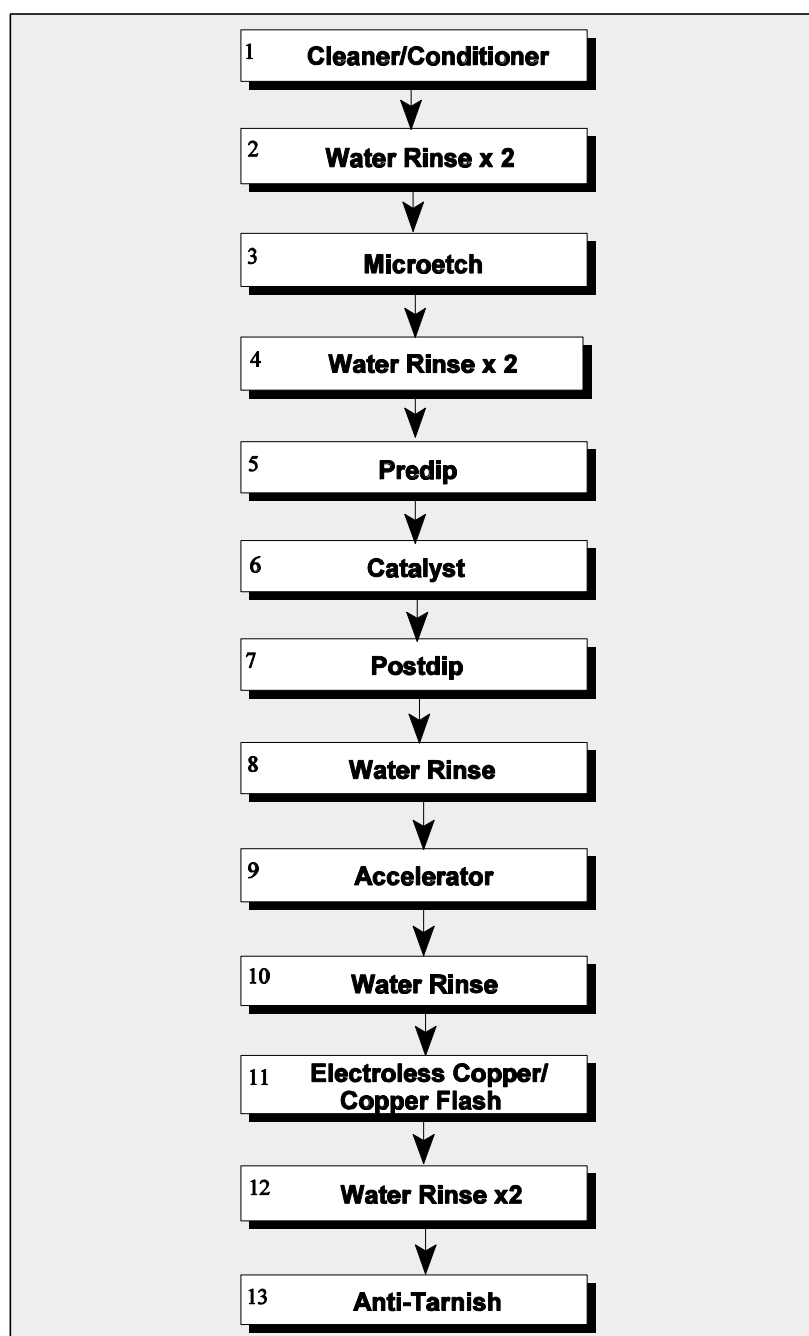 1 Cleaner/Conditioner
2 Water Rinse x 2
3 Microetch
4 Water Rinse x 2
5 Predip
6 Catalyst
7 Postdip
8 Water Rinse
9 Accelerator
10 Water Rinse
11 Electroless Copper/
Copper Flash
12 Water Rinse x2
13 Anti-Tarnish